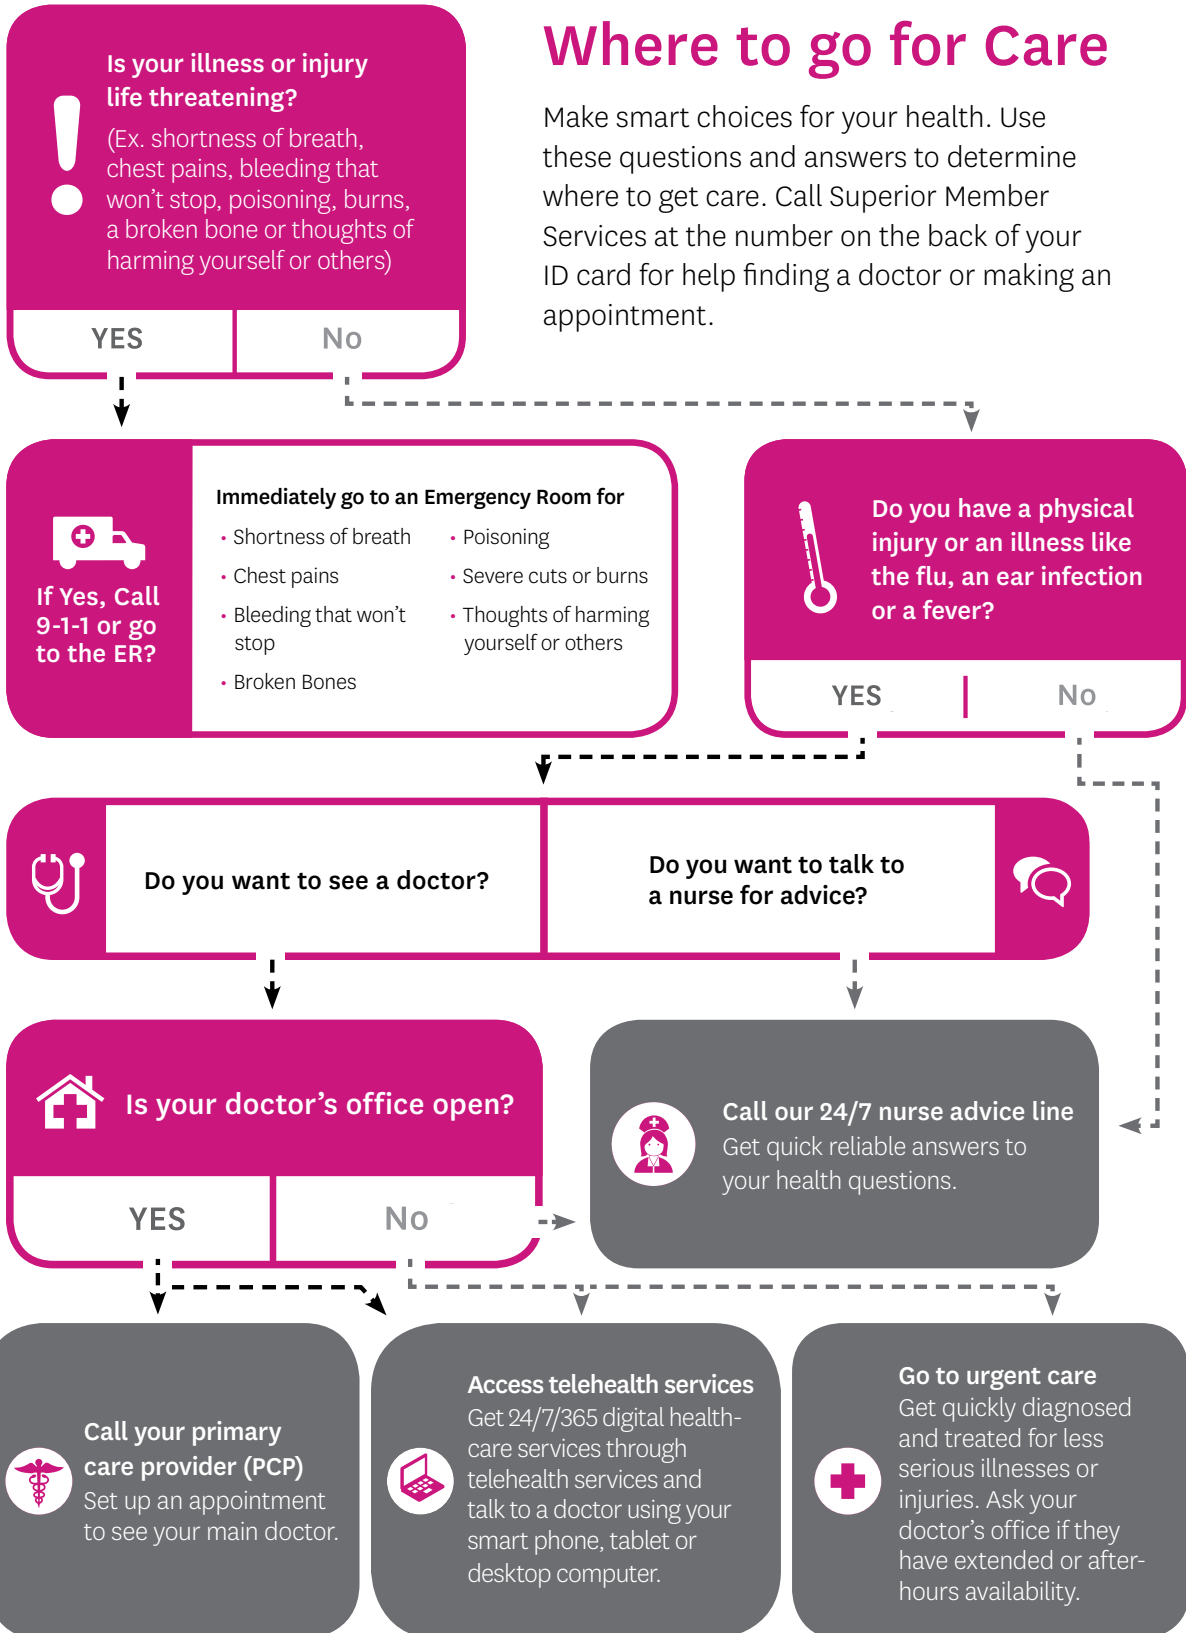 Where to go for Care
Make smart choices for your health. Use
these questions and answers to determine
where to get care. Call Superior Member
Services at the number on the back of your
ID card for help finding a doctor or making an
appointment.
Is your illness or injury
life threatening?
(Ex. shortness of breath,
chest pains, bleeding that
won't stop, poisoning, burns,
a broken bone or thoughts of
harming yourself or others)
YES
No
If Yes, Call
9-1-1 or go
to the ER?
Immediately go to an Emergency Room for
• Shortness of breath
• Chest pains
• Bleeding that won't
stop
• Broken Bones
• Poisoning
• Severe cuts or burns
• Thoughts of harming
yourself or others
Do you have a physical
injury or an illness like
the flu, an ear infection
or a fever?
YES
No
Do you want to see a doctor?
Do you want to talk to
a nurse for advice?
Is your doctor's office open?
YES
No
Call our 24/7 nurse advice line
Get quick reliable answers to
your health questions.
Call your primary
care provider (PCP)
Set up an appointment
to see your main doctor.
Access telehealth services
Get 24/7/365 digital health-
care services through
telehealth services and
talk to a doctor using your
smart phone, tablet or
desktop computer.
Go to urgent care
Get quickly diagnosed
and treated for less
serious illnesses or
injuries. Ask your
doctor's office if they
have extended or after-
hours availability.